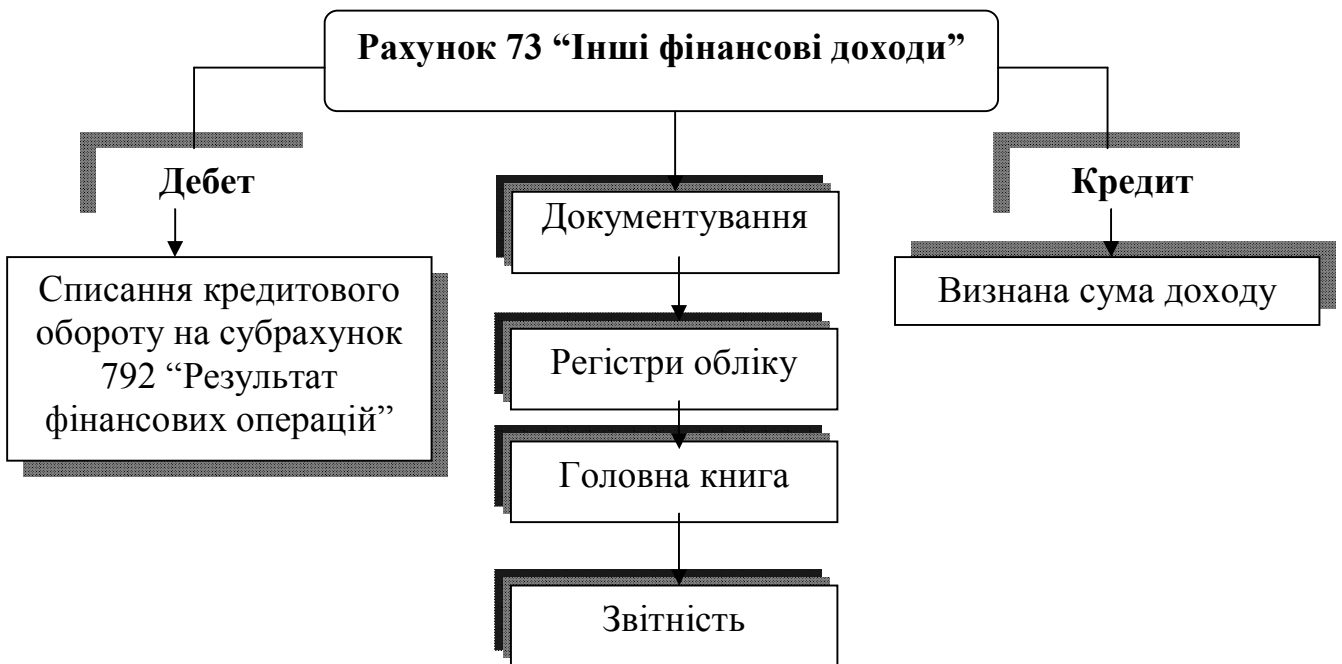 Рахунок 73 “Інші фінансові доходи”
Дебет
Списання кредитового
обороту на субрахунок
792 “Результат
фінансових операцій”
Документування
Регістри обліку
Головна книга
Звітність
Кредит
Визнана сума доходу